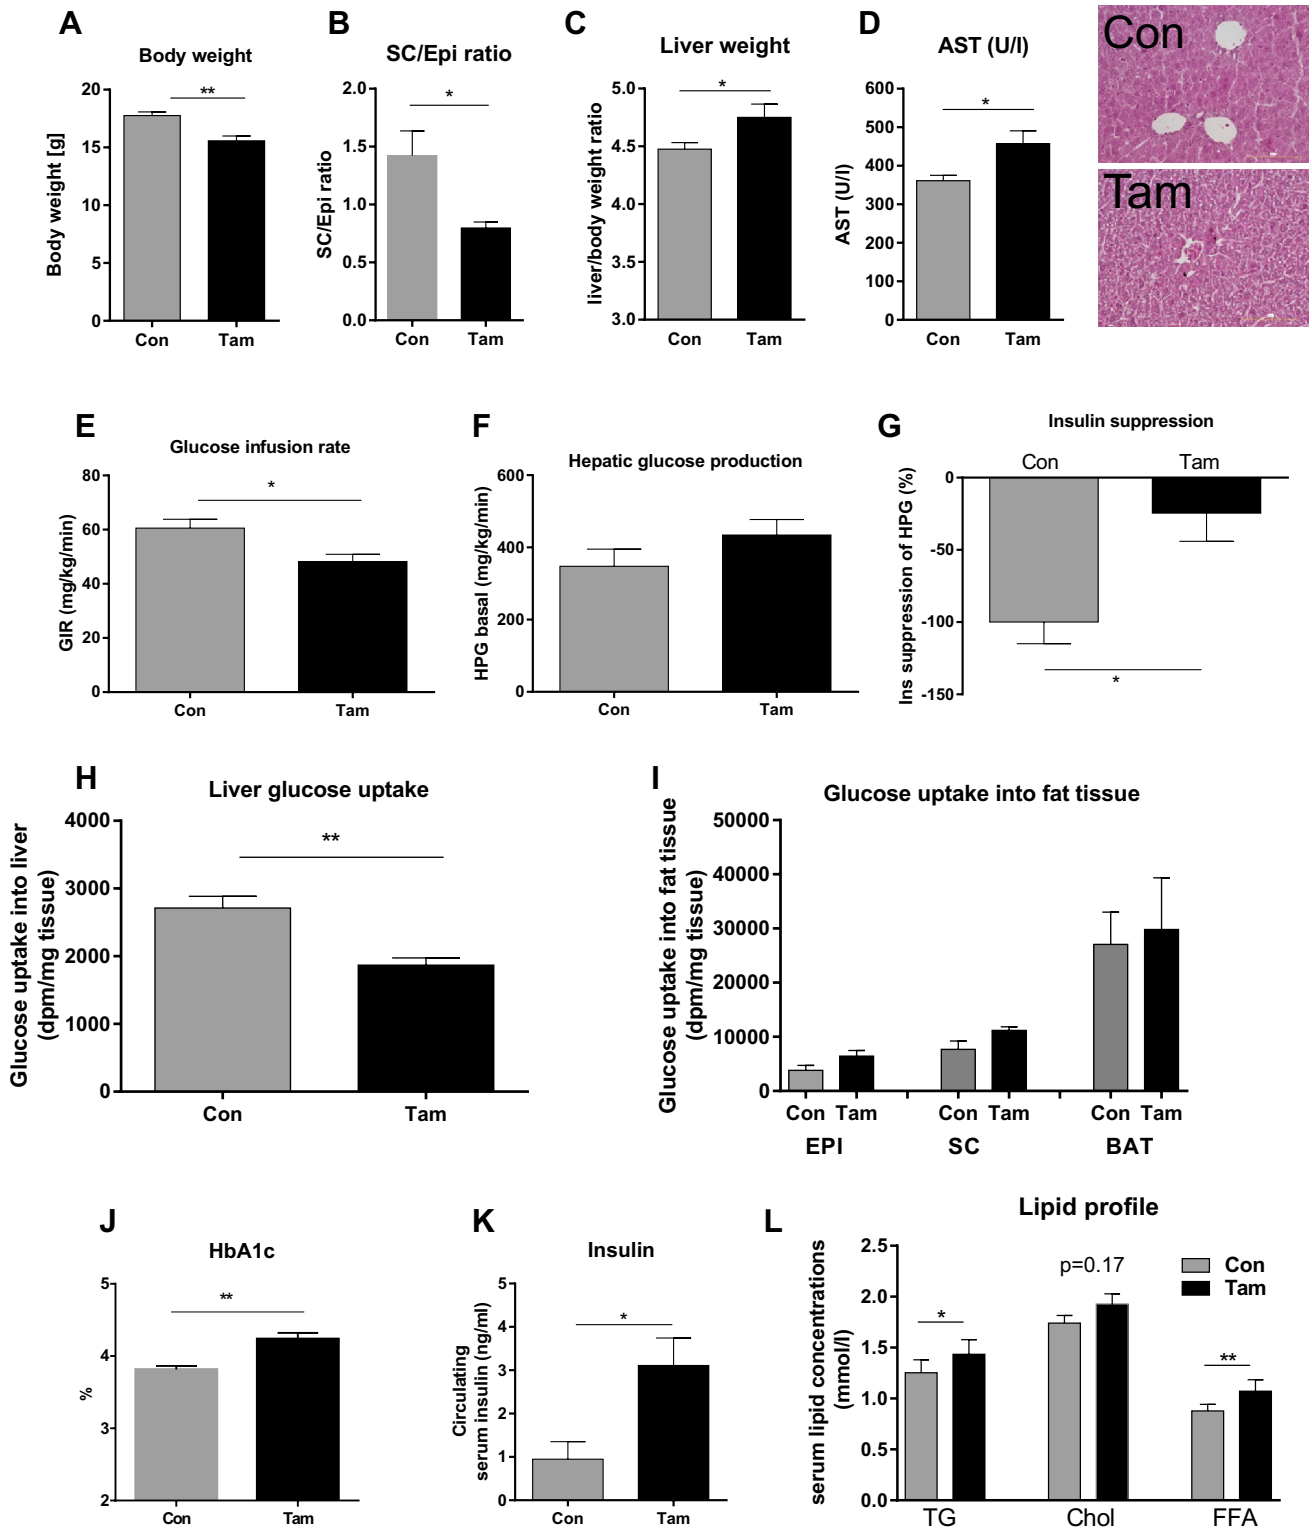 A
Body weight
Body weight [g]
20
15
10
5
0
**
Con
Tam
B
SC/Epi ratio
SC/Epi ratio
2.0
1.5
1.0
0.5
0.0
*
Con
Tam
C
Liver weight
liver/body weight ratio
5.0
4.5
4.0
3.5
3.0
*
Con
Tam
D
AST (U/l)
AST (U/l)
600
500
400
300
200
100
0
*
Con
Tam
Con
Tam
E
Glucose infusion rate
GIR (mg/kg/min)
80
60
40
20
0
*
Con
Tam
F
Hepatic glucose production
HPG basal (mg/kg/min)
600
400
200
0
Con
Tam
G
Insulin suppression
Ins suppression of HPG (%)
Con
Tam
0
-50
-100
-150
*
H
Liver glucose uptake
Glucose uptake into liver
(dpm/mg tissue)
4000
3000
2000
1000
0
**
Con
Tam
I
Glucose uptake into fat tissue
Glucose uptake into fat tissue
(dpm/mg tissue)
50000
40000
30000
20000
10000
0
Con Tam
Con Tam
Con Tam
EPI
SC
BAT
J
HbA1c
%
5
4
3
2
**
Con
Tam
K
Insulin
Circulating
serum insulin (ng/ml)
5
4
3
2
1
0
*
Con
Tam
L
Lipid profile
serum lipid concentrations
(mmol/l)
2.5
2.0
1.5
1.0
0.5
0.0
*
p=0.17
**
Con
Tam
TG
Chol
FFA